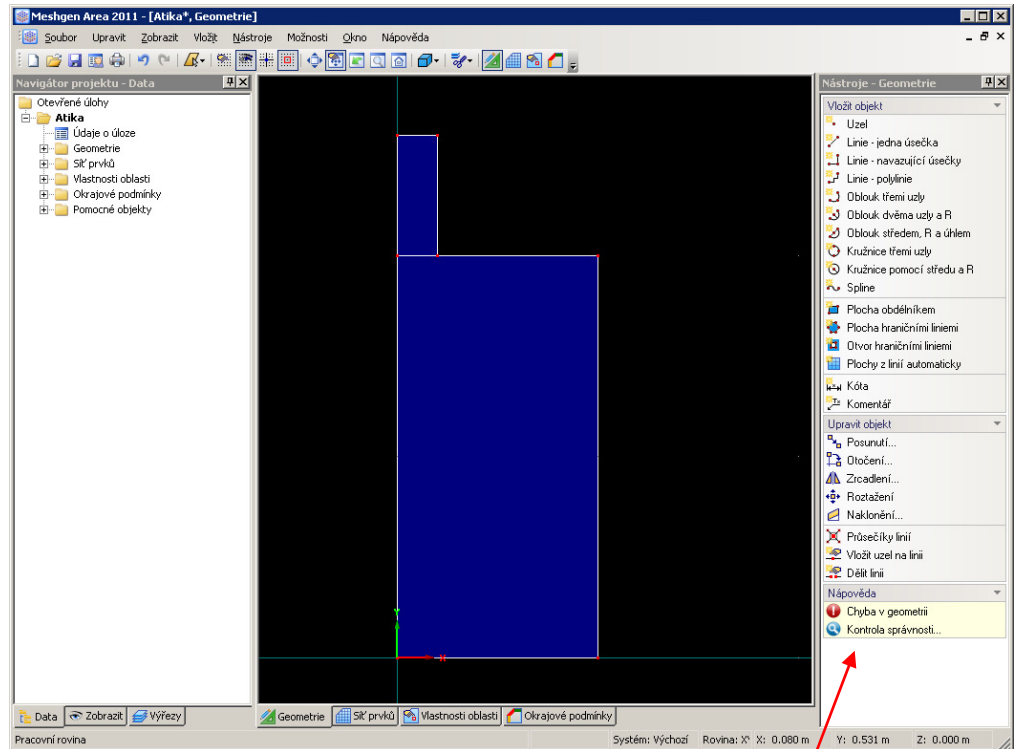 Meshgen Area 2011 - [Atika*, Geometrie]
Soubor Upravit Zobrazit Vložit Nástroje Možnosti Okno Nápověda
Navigátor projektu - Data
Otevřené úlohy
Atika
Údaje o úloze
Geometrie
Síť prvků
Vlastnosti oblasti
Okrajové podmínky
Pomocné objekty
Y
X
Nástroje - Geometrie
Vložit objekt
Uzel
Linie - jedna úsečka
Linie - navazující úsečky
Linie - polylinie
Oblouk třemi uzly
Oblouk dvěma uzly a R
Oblouk středem, R a úhlem
Kružnice třemi uzly
Kružnice pomocí středu a R
Spline
Plocha obdélníkem
Plocha hraničními liniemi
Otvor hraničními liniemi
Plochy z linií automaticky
Kóta
Komentář
Upravit objekt
Posunutí...
Otočení...
Zrcadlení...
Roztažení
Naklonění...
Průsečíky linií
Vložit uzel na linii
Dělit linii
Nápověda
Chyba v geometrii
Kontrola správnosti...
Data Zobrazit Výřezy
Geometrie Síť prvků Vlastnosti oblasti Okrajové podmínky
Pracovní rovina Systém: Výchozí Rovina: X X: 0.080 m Y: 0.531 m Z: 0.000 m